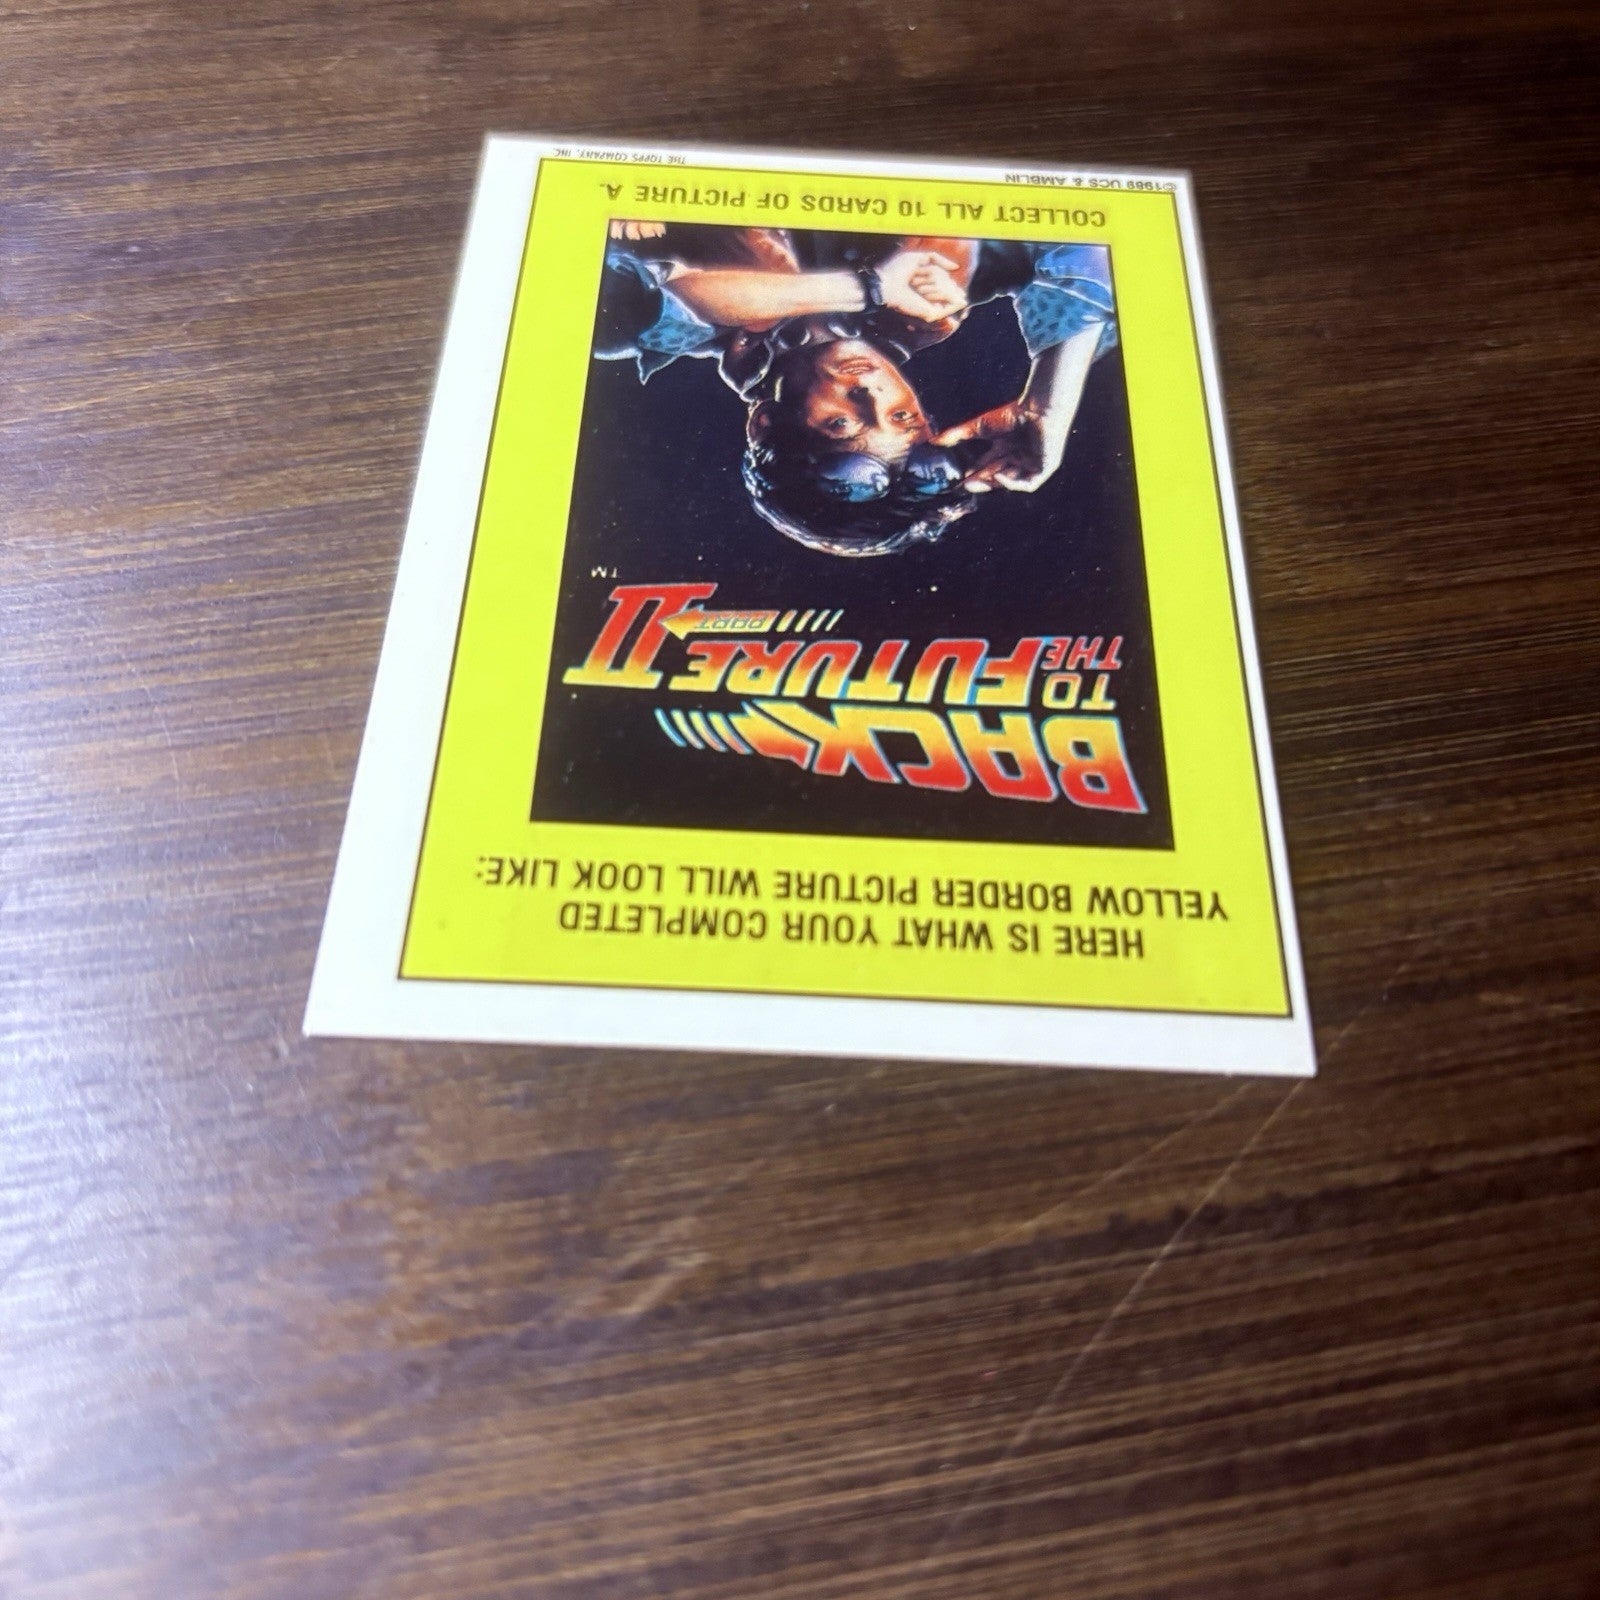 HERE IS WHAT YOUR COMPLETED
YELLOW BORDER PICTURE WILL LOOK LIKE:
BACK
TO THE FUTURE II
PART
TM
COLLECT ALL 10 CARDS OF PICTURE A.
©1989 UCS & AMBLIN
THE TOPPS COMPANY, INC.